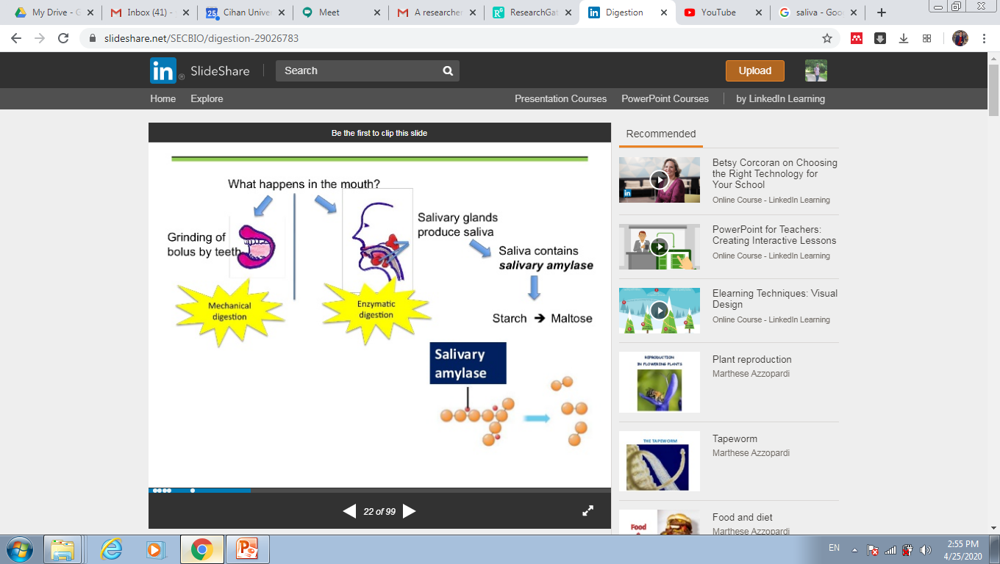 My Drive - G
Inbox (41) -
Cihan Univer
Meet
A researcher
ResearchGat
Digestion
YouTube
saliva - Goo
slideshare.net/SECBIO/digestion-29026783
in ® SlideShare
Search
Upload
Home
Explore
Presentation Courses
PowerPoint Courses
by LinkedIn Learning
Be the first to clip this slide
What happens in the mouth?
Grinding of
bolus by teeth
Mechanical
digestion
Enzymatic
digestion
Salivary glands
produce saliva
Saliva contains
salivary amylase
Starch → Maltose
Salivary
amylase
22 of 99
Recommended
Betsy Corcoran on Choosing
the Right Technology for
Your School
Online Course - LinkedIn Learning
PowerPoint for Teachers:
Creating Interactive Lessons
Online Course - LinkedIn Learning
Elearning Techniques: Visual
Design
Online Course - LinkedIn Learning
REPRODUCTION
IN FLOWERING PLANTS
Plant reproduction
Marthese Azzopardi
THE TAPEWORM
Tapeworm
Marthese Azzopardi
Food
Food and diet
Marthese Azzopardi
EN
2:55 PM
4/25/2020